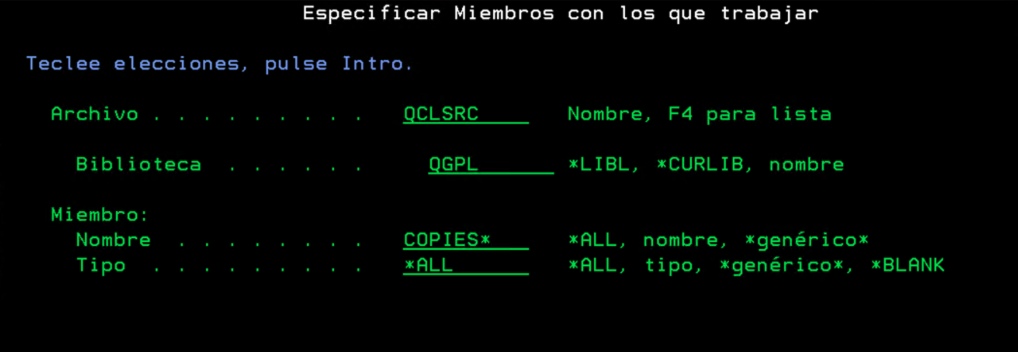 Especificar Miembros con los que trabajar
Teclee elecciones, pulse Intro.
Archivo . . . . . . . . . QCLSRC Nombre, F4 para lista
Biblioteca . . . . . . QGPL *LIBL, *CURLIB, nombre
Miembro:
Nombre . . . . . . . . COPIES* *ALL, nombre, *genérico*
Tipo . . . . . . . . . *ALL *ALL, tipo, *genérico*, *BLANK